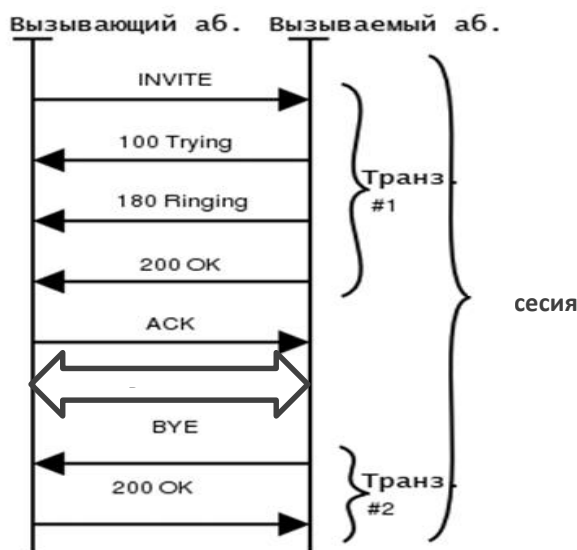 Вызывающий аб. Вызываемый аб.
INVITE
100 Trying
Транз.
#1
180 Ringing
200 OK
сесия
ACK
BYE
Транз.
#2
200 OK